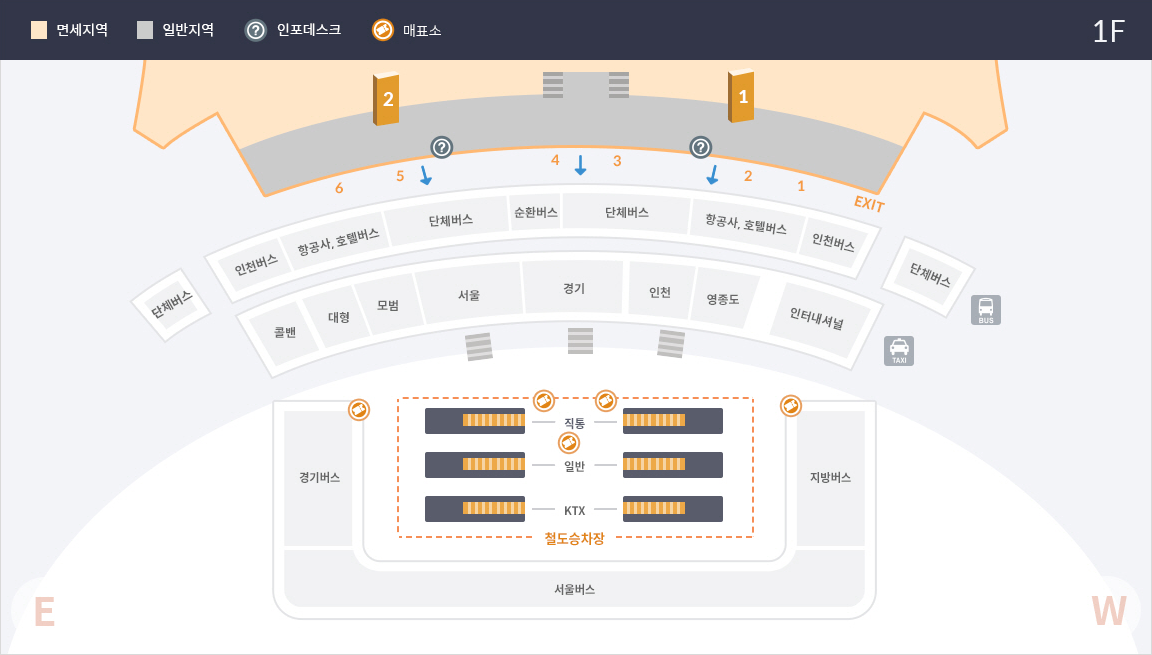 면세지역
일반지역
? 인포데스크
매표소
1F
2
1
?
?
4
3
5
2
6
1
EXIT
인천버스
항공사, 호텔버스
단체버스
순환버스
단체버스
항공사, 호텔버스
인천버스
단체버스
단체버스
콜밴
대형
모범
서울
경기
인천
영종도
인터내셔널
BUS
TAXI
직통
일반
KTX
철도승차장
경기버스
지방버스
서울버스
E
W